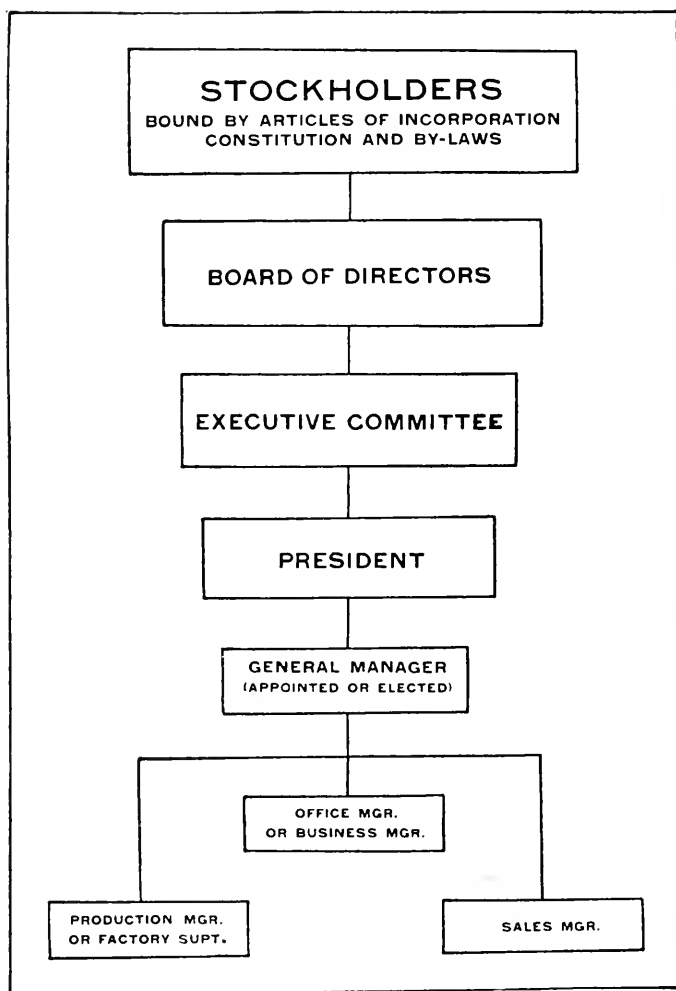 STOCKHOLDERS
BOUND BY ARTICLES OF INCORPORATION
CONSTITUTION AND BY-LAWS
BOARD OF DIRECTORS
EXECUTIVE COMMITTEE
PRESIDENT
GENERAL MANAGER
(APPOINTED OR ELECTED)
OFFICE MGR.
OR BUSINESS MGR.
PRODUCTION MGR.
OR FACTORY SUPT.
SALES MGR.